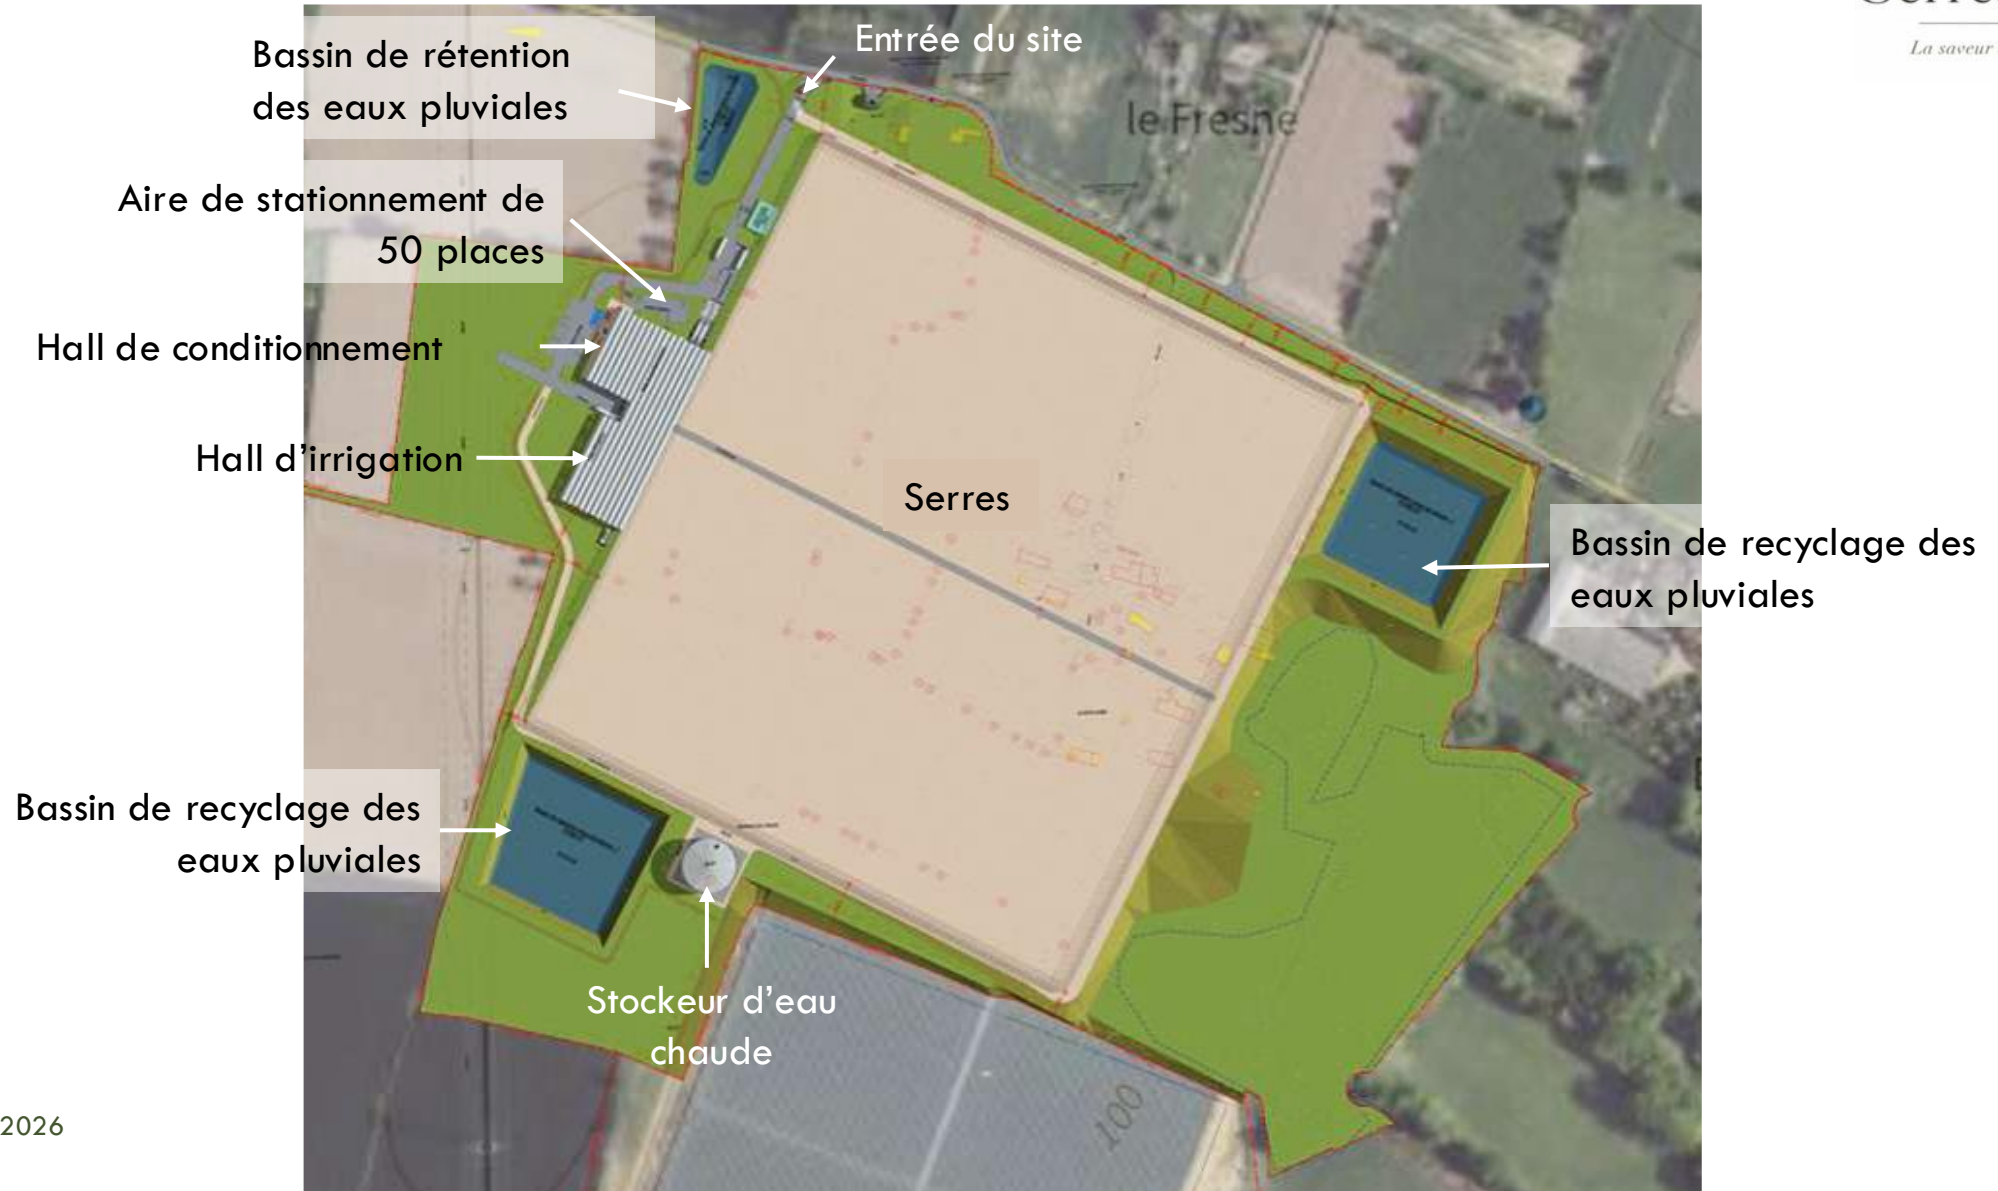 La saveur
Entrée du site
Bassin de rétention
des eaux pluviales
le Fresne
Aire de stationnement de
50 places
Hall de conditionnement
Hall d’irrigation
Serres
Bassin de recyclage des
eaux pluviales
Bassin de recyclage des
eaux pluviales
Stockeur d’eau
chaude
100
2026